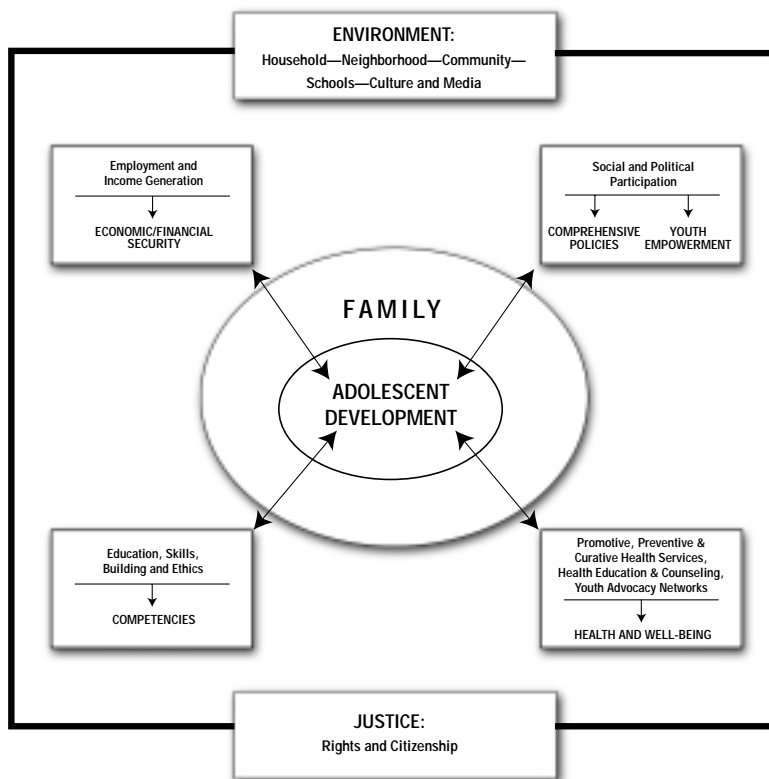 ENVIRONMENT:
Household—Neighborhood—Community—
Schools—Culture and Media
Employment and
Income Generation
ECONOMIC/FINANCIAL
SECURITY
Social and Political
Participation
COMPREHENSIVE
POLICIES
YOUTH
EMPOWERMENT
FAMILY
ADOLESCENT
DEVELOPMENT
Education, Skills,
Building and Ethics
COMPETENCIES
Promotive, Preventive &
Curative Health Services,
Health Education & Counseling,
Youth Advocacy Networks
HEALTH AND WELL-BEING
JUSTICE:
Rights and Citizenship